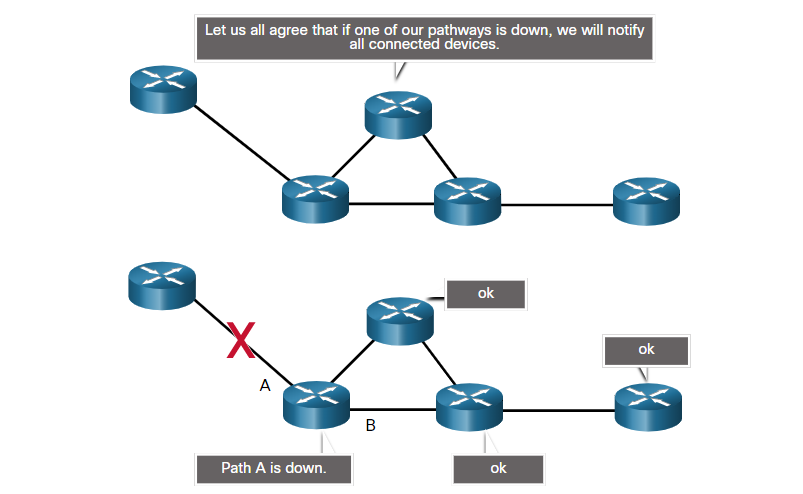 Let us all agree that if one of our pathways is down, we will notify
all connected devices.
ok
ok
X
A
B
Path A is down.
ok